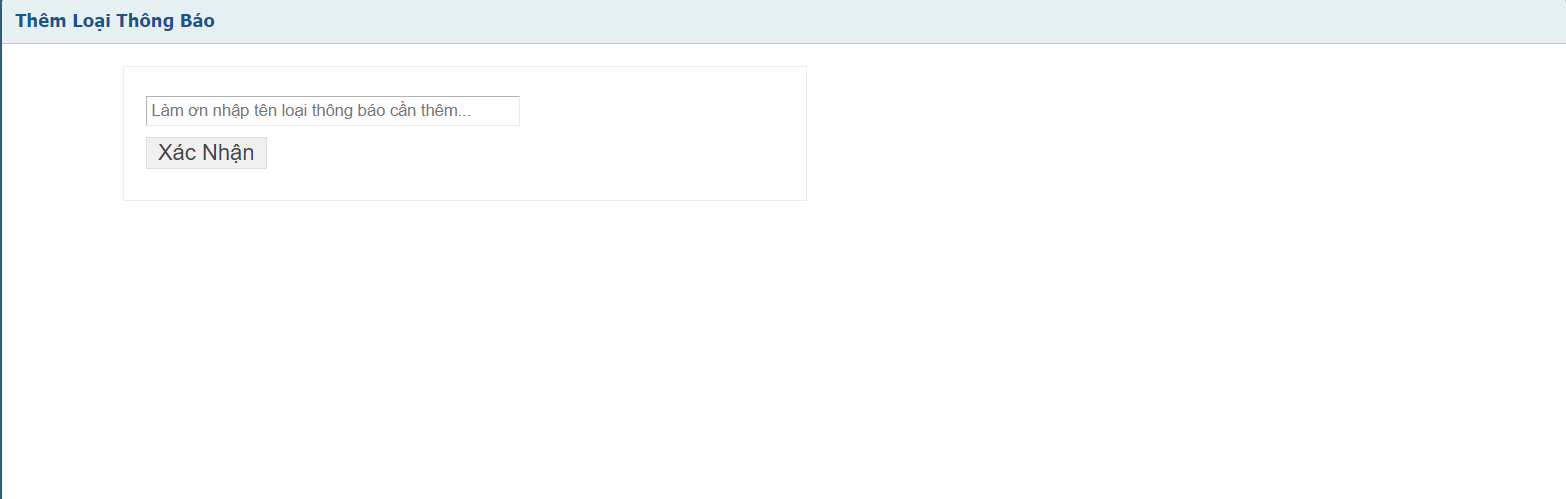 Thêm Loại Thông Báo
Làm ơn nhập tên loại thông báo cần thêm...
Xác Nhận